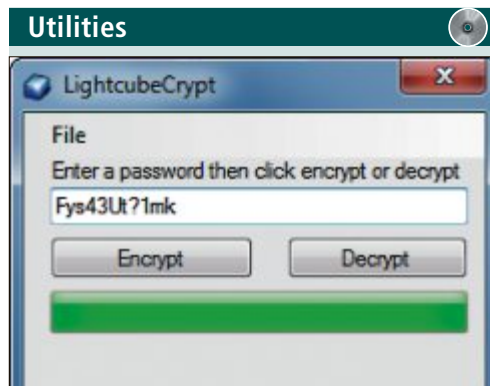 Utilities
LightcubeCrypt
File
Enter a password then click encrypt or decrypt
Fys43Ut?1mk
Encrypt
Decrypt